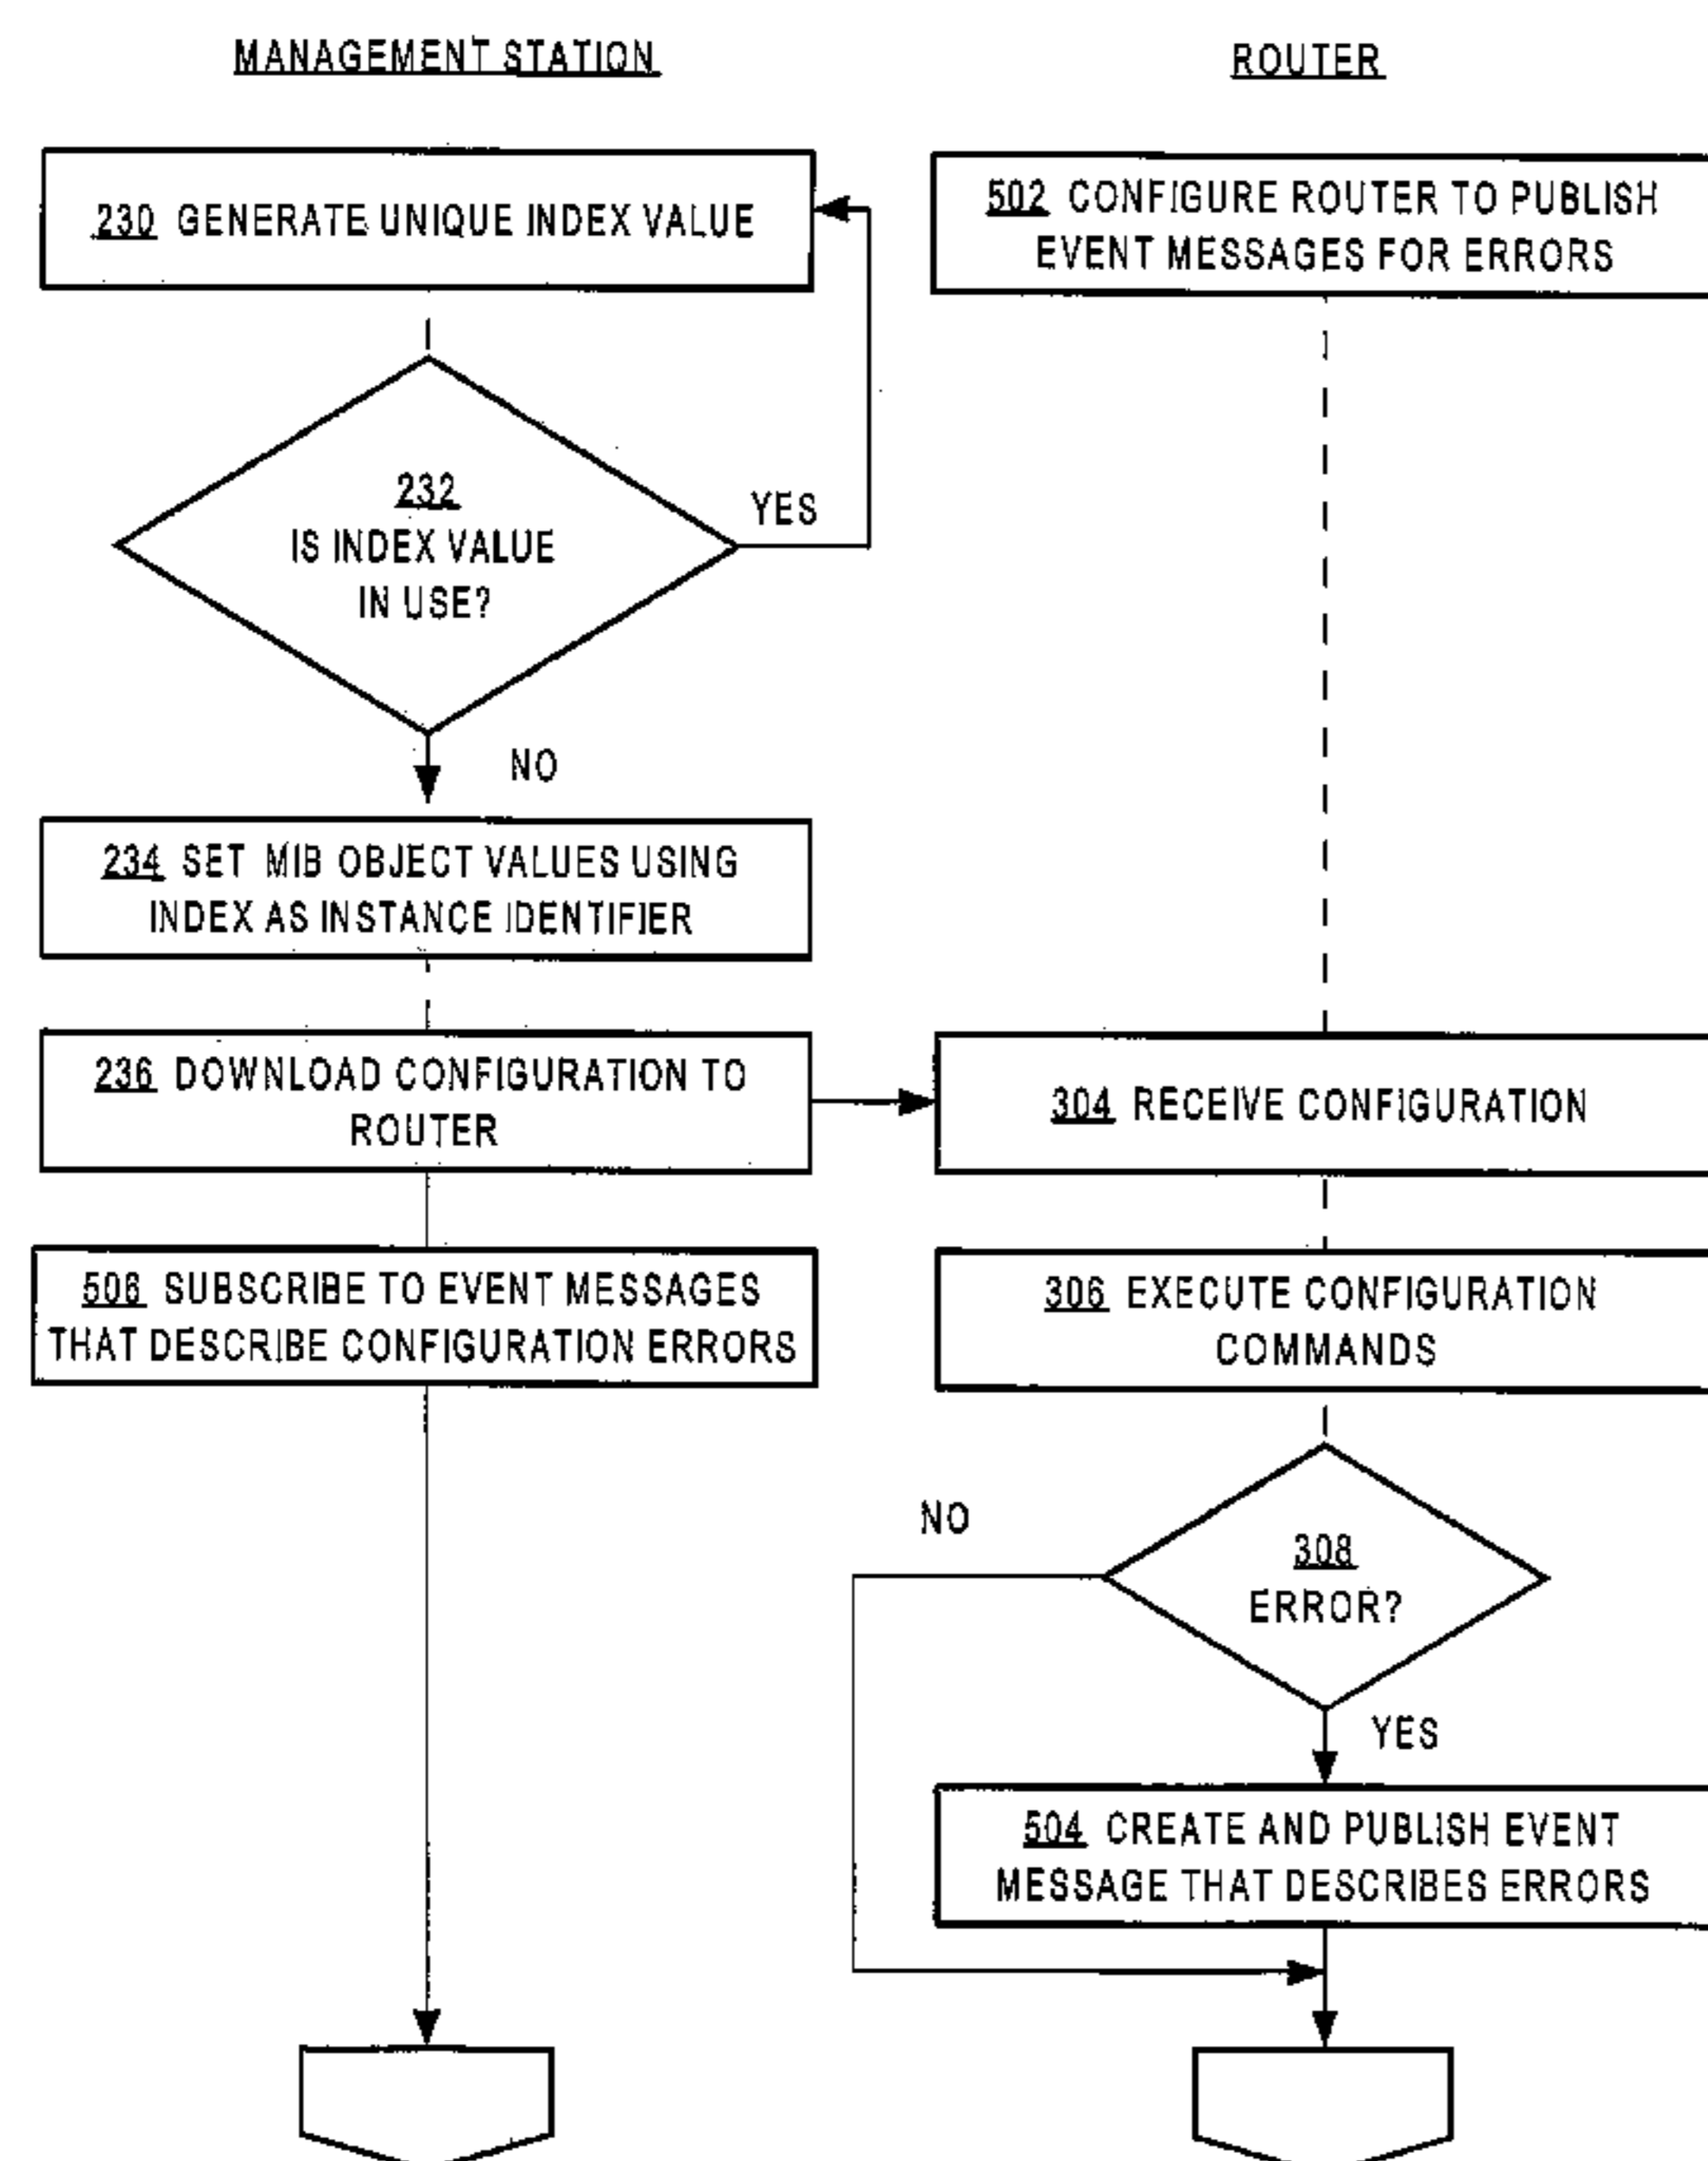 MANAGEMENT STATION
230 GENERATE UNIQUE INDEX VALUE
232
IS INDEX VALUE
IN USE?
YES
NO
234 SET MIB OBJECT VALUES USING
INDEX AS INSTANCE IDENTIFIER
236 DOWNLOAD CONFIGURATION TO
ROUTER
506 SUBSCRIBE TO EVENT MESSAGES
THAT DESCRIBE CONFIGURATION ERRORS
ROUTER
502 CONFIGURE ROUTER TO PUBLISH
EVENT MESSAGES FOR ERRORS
304 RECEIVE CONFIGURATION
306 EXECUTE CONFIGURATION
COMMANDS
308
ERROR?
NO
YES
504 CREATE AND PUBLISH EVENT
MESSAGE THAT DESCRIBES ERRORS